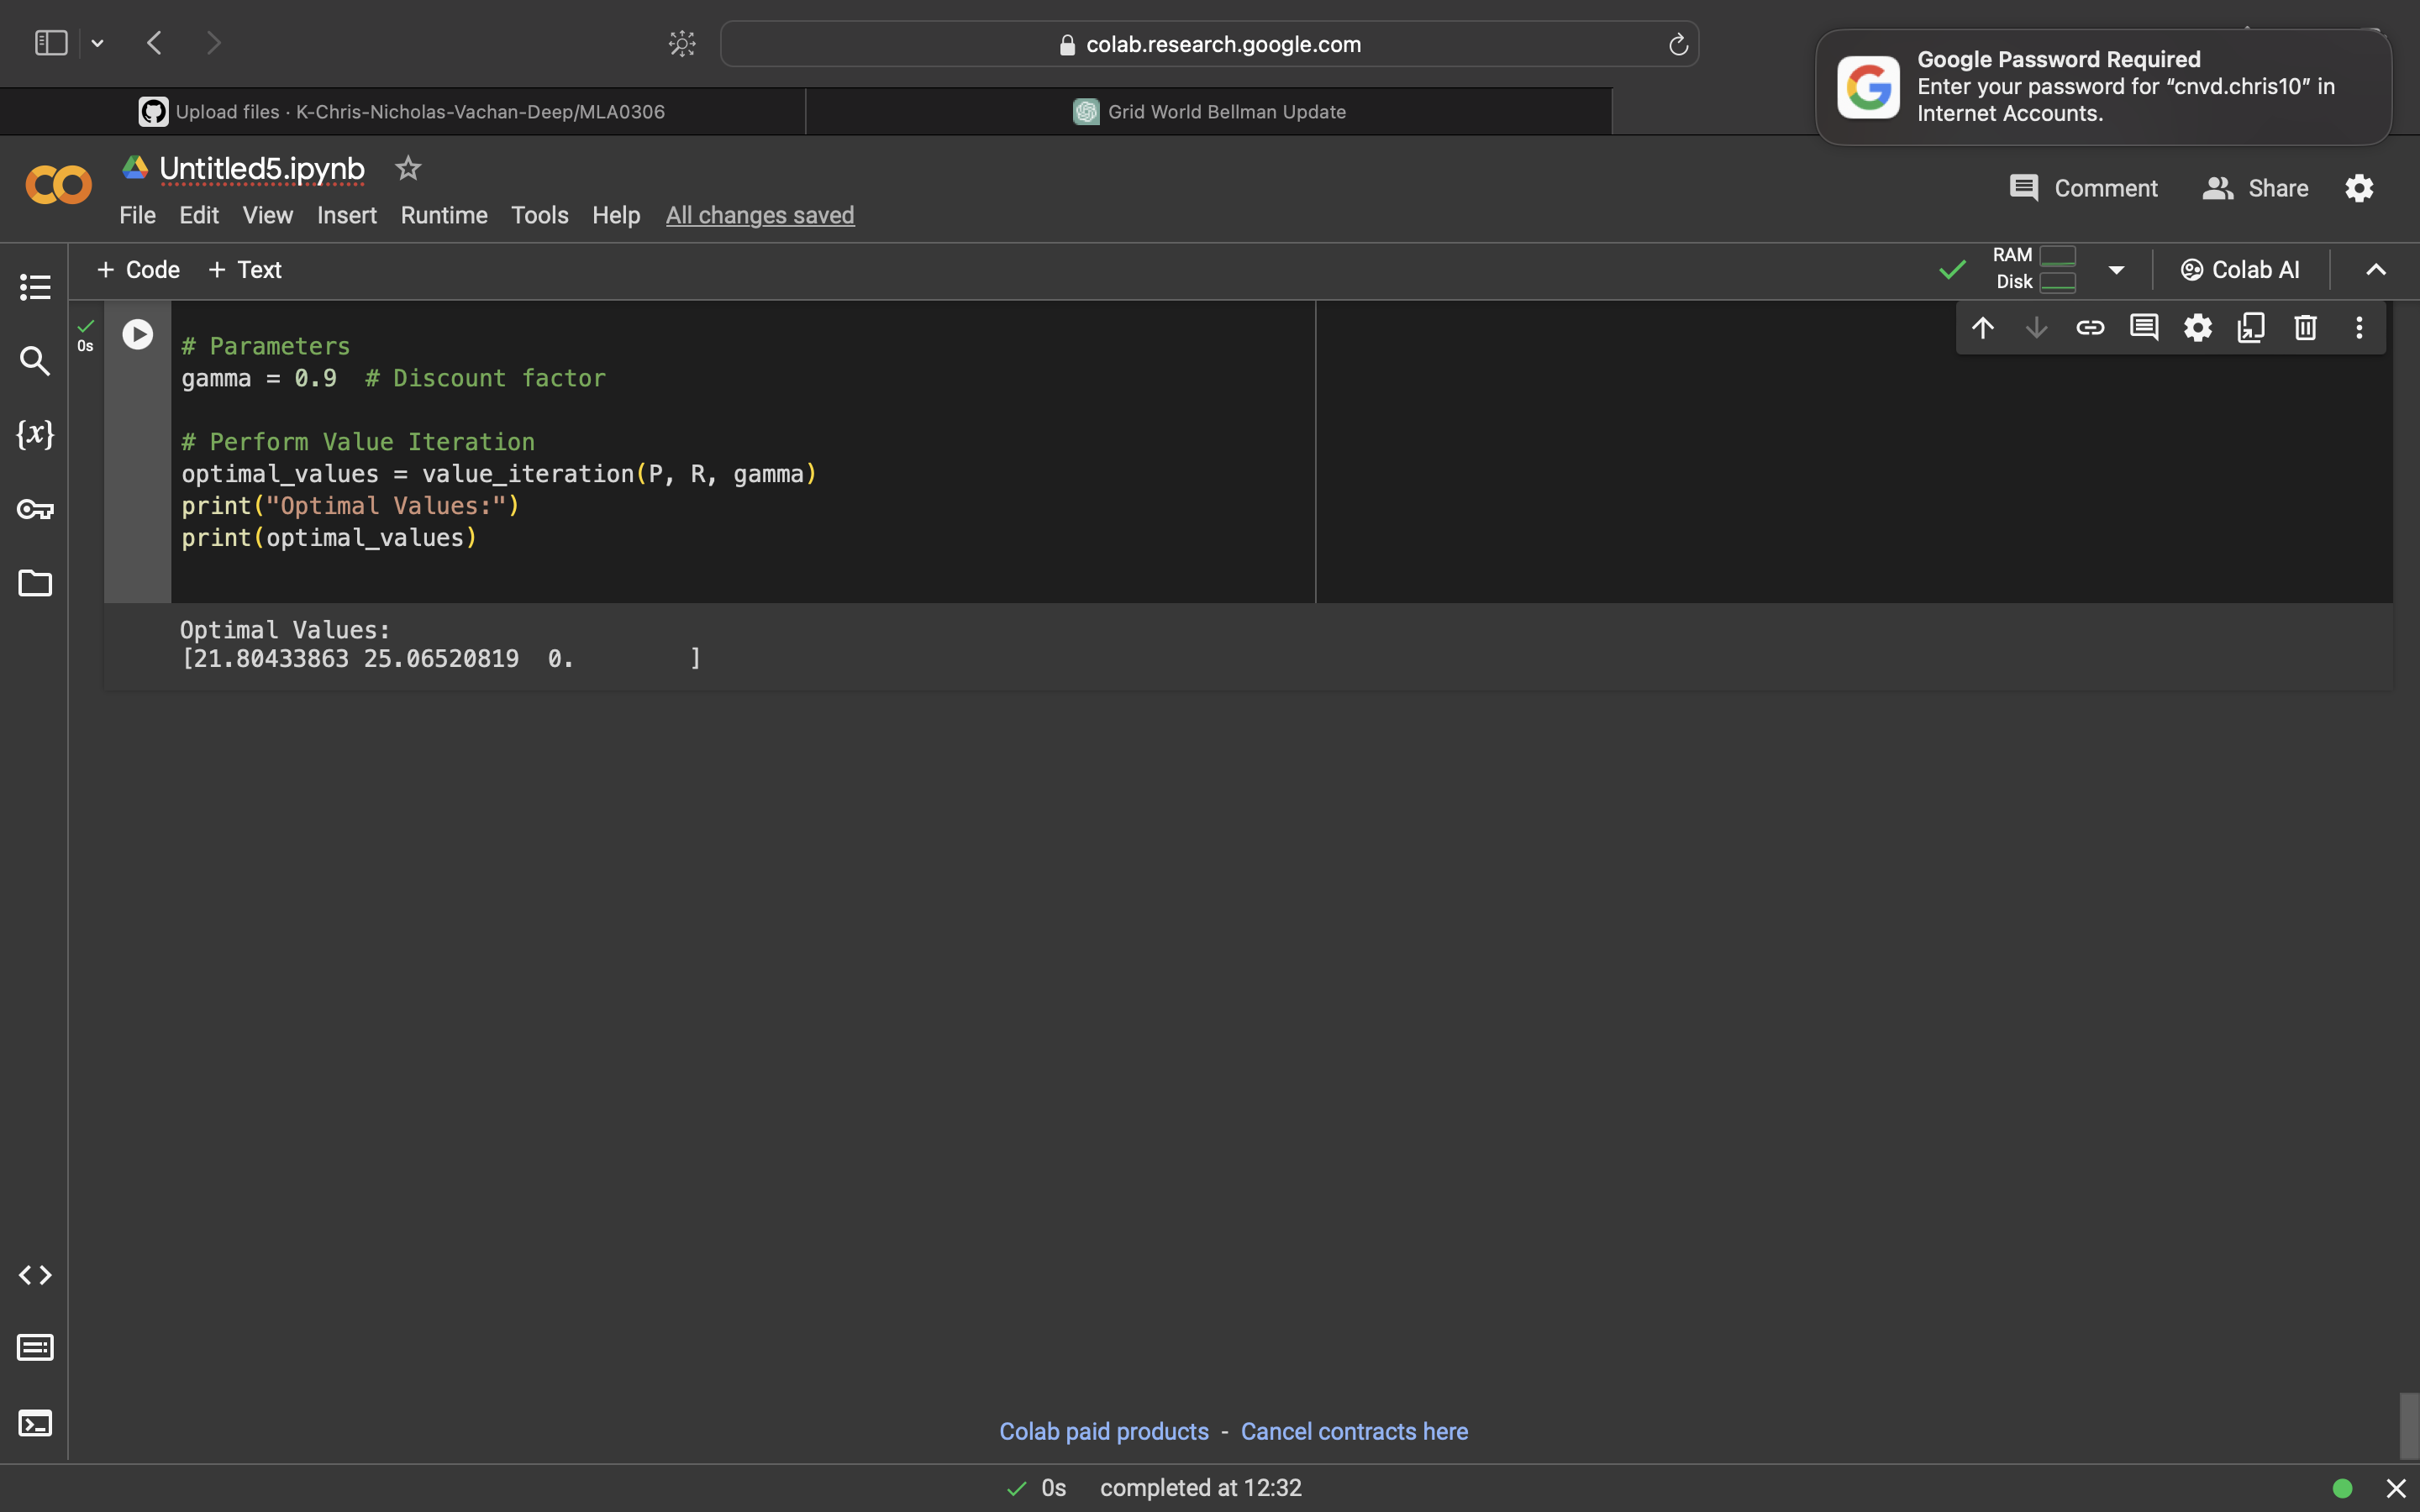 colab.research.google.com
Google Password Required
Enter your password for “cnvd.chris10” in
Internet Accounts.
Upload files · K-Chris-Nicholas-Vachan-Deep/MLA0306
Grid World Bellman Update
Untitled5.ipynb
Comment
Share
File Edit View Insert Runtime Tools Help All changes saved
+ Code + Text
RAM
Disk
Colab AI
0s
# Parameters
gamma = 0.9  # Discount factor
# Perform Value Iteration
optimal_values = value_iteration(P, R, gamma)
print("Optimal Values:")
print(optimal_values)
{x}
Optimal Values:
[21.80433863 25.06520819  0.        ]
Colab paid products - Cancel contracts here
0s completed at 12:32